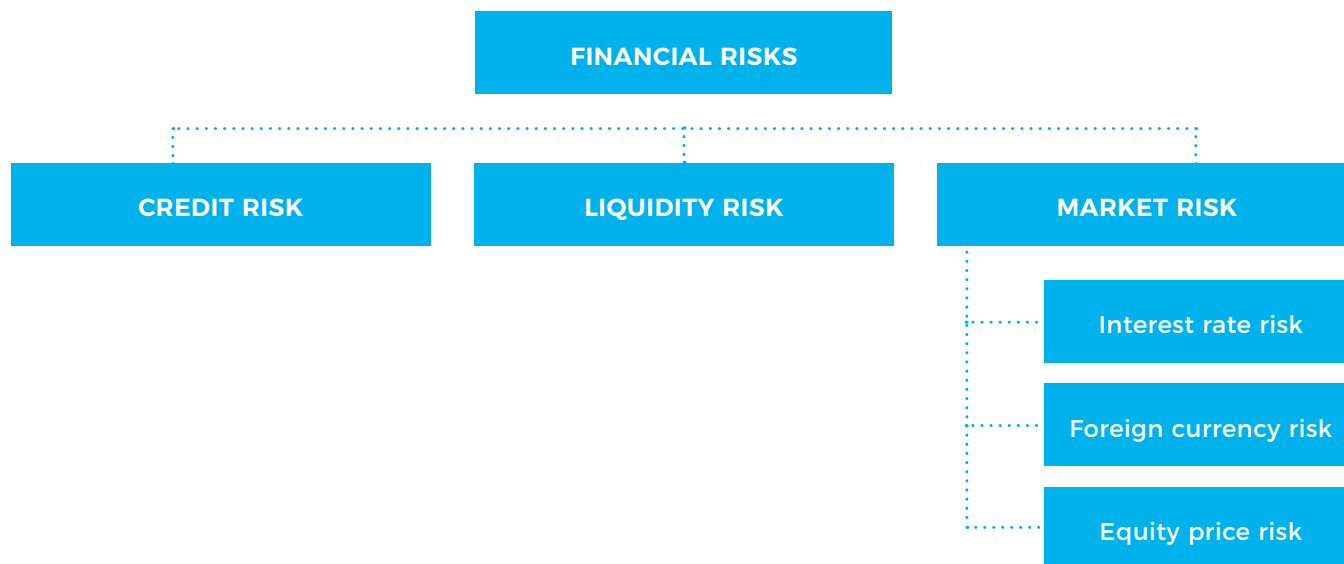 FINANCIAL RISKS
CREDIT RISK
LIQUIDITY RISK
MARKET RISK
Interest rate risk
Foreign currency risk
Equity price risk